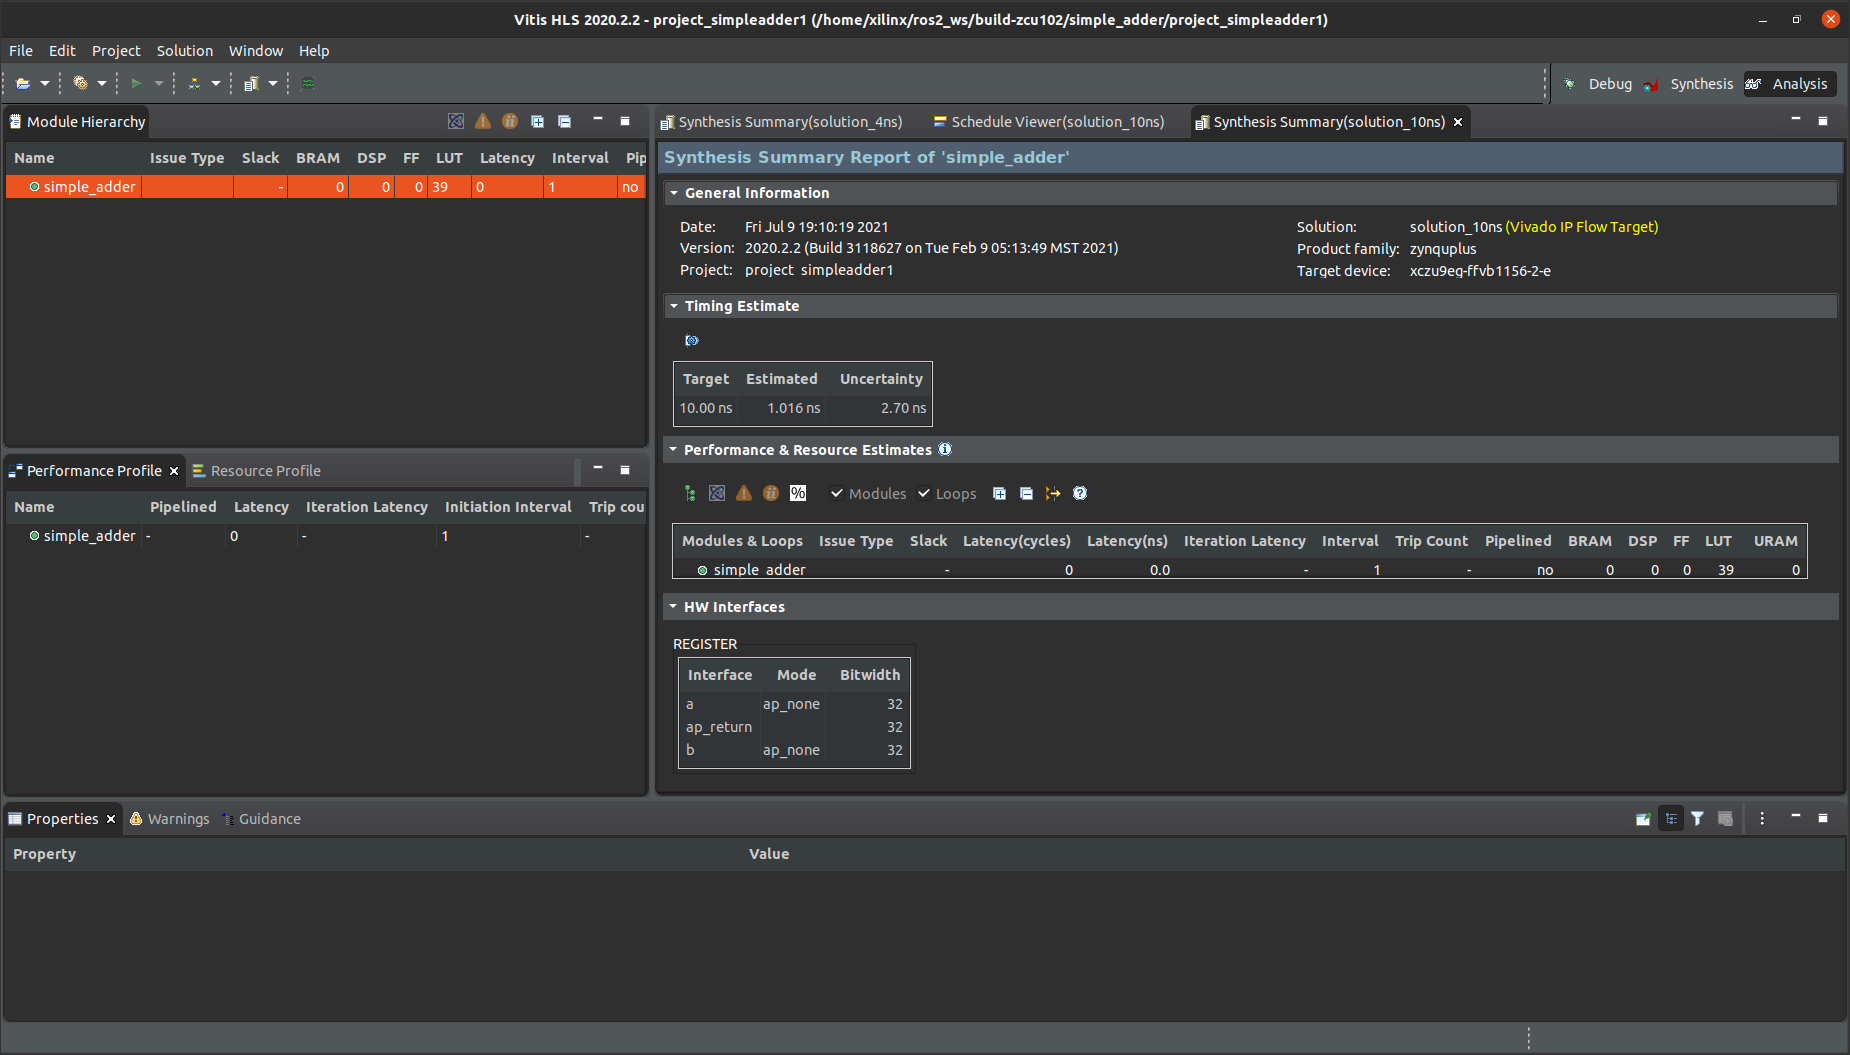 Vitis HLS 2020.2.2 - project_simpleadder1 (/home/xilinx/ros2_ws/build-zcu102/simple_adder/project_simpleadder1)
File Edit Project Solution Window Help
Debug Synthesis Analysis
Module Hierarchy
Name Issue Type Slack BRAM DSP FF LUT Latency Interval Pip
simple_adder - 0 0 0 39 0 1 no
Performance Profile Resource Profile
Name Pipelined Latency Iteration Latency Initiation Interval Trip cou
simple_adder - 0 - 1 -
Synthesis Summary(solution_4ns) Schedule Viewer(solution_10ns) Synthesis Summary(solution_10ns)
Synthesis Summary Report of 'simple_adder'
General Information
Date: Fri Jul 9 19:10:19 2021
Version: 2020.2.2 (Build 3118627 on Tue Feb 9 05:13:49 MST 2021)
Project: project_simpleadder1
Solution: solution_10ns (Vivado IP Flow Target)
Product family: zynquplus
Target device: xczu9eg-ffvb1156-2-e
Timing Estimate
Target Estimated Uncertainty
10.00 ns 1.016 ns 2.70 ns
Performance & Resource Estimates
% Modules Loops
Modules & Loops Issue Type Slack Latency(cycles) Latency(ns) Iteration Latency Interval Trip Count Pipelined BRAM DSP FF LUT URAM
simple_adder - 0 0.0 - 1 - no 0 0 0 39 0
HW Interfaces
REGISTER
Interface Mode Bitwidth
a ap_none 32
ap_return 32
b ap_none 32
Properties Warnings Guidance
Property Value